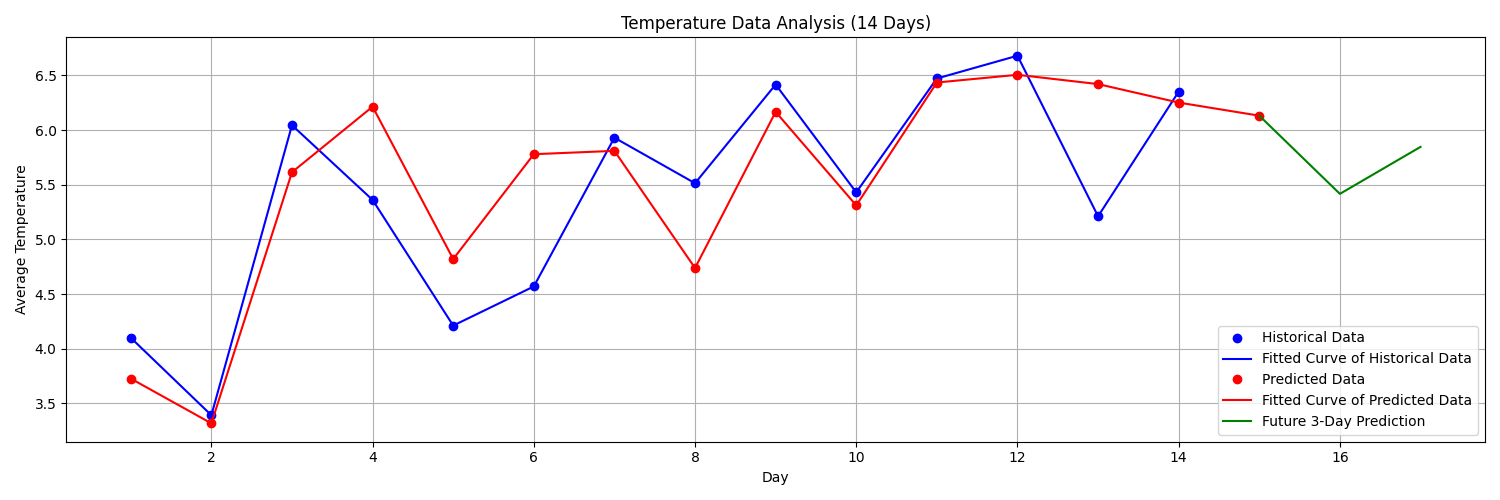 Temperature Data Analysis (14 Days)
Average Temperature
6.5
6.0
5.5
5.0
4.5
4.0
3.5
2
4
6
8
10
12
14
16
Day
Historical Data
Fitted Curve of Historical Data
Predicted Data
Fitted Curve of Predicted Data
Future 3-Day Prediction